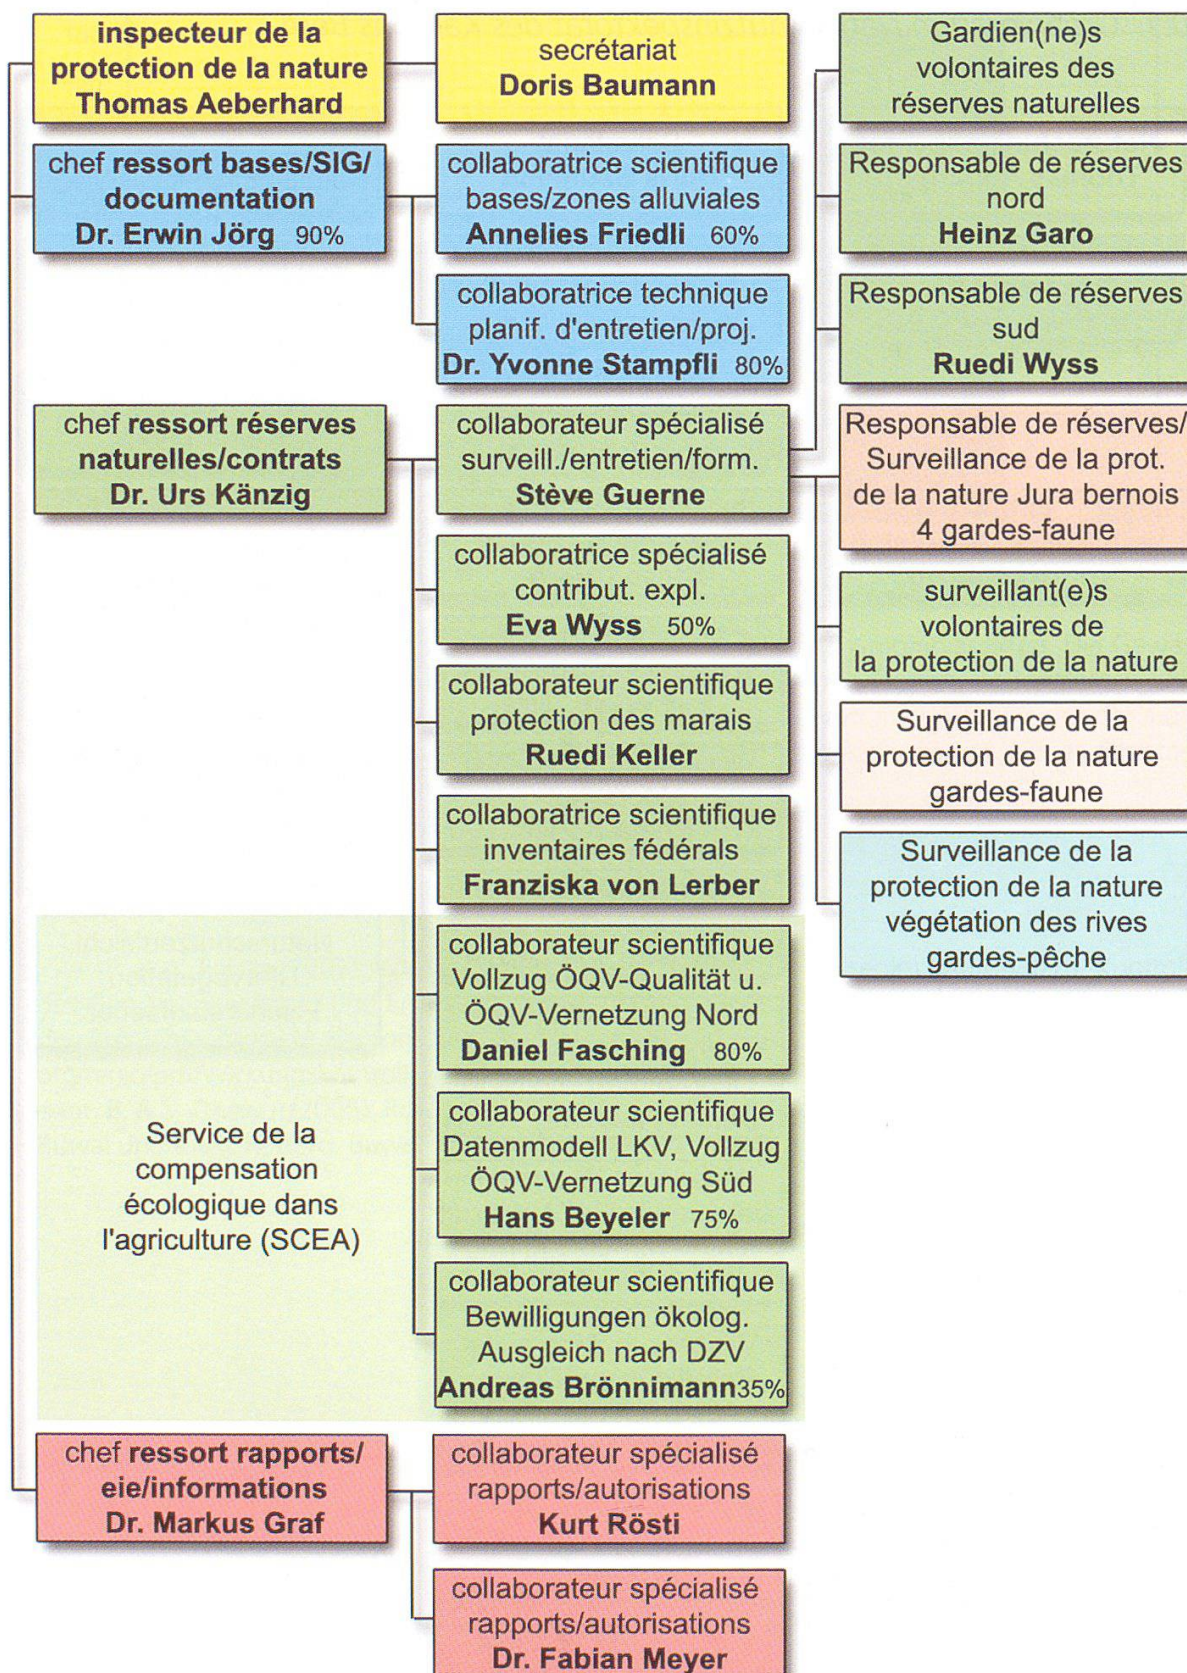 inspecteur de la
protection de la nature
Thomas Aeberhard
secrétariat
Doris Baumann
chef ressort bases/SIG/
documentation
Dr. Erwin Jörg 90%
collaboratrice scientifique
bases/zones alluviales
Annelies Friedli 60%
collaboratrice technique
planif. d'entretien/proj.
Dr. Yvonne Stampfli 80%
chef ressort réserves
naturelles/contrats
Dr. Urs Känzig
collaborateur spécialisé
surveill./entretien/form.
Stève Guerne
Gardien(ne)s
volontaires des
réserves naturelles
Responsable de réserves
nord
Heinz Garo
Responsable de réserves
sud
Ruedi Wyss
Responsable de réserves/
Surveillance de la prot.
de la nature Jura bernois
4 gardes-faune
surveillant(e)s
volontaires de
la protection de la nature
Surveillance de la
protection de la nature
gardes-faune
Surveillance de la
protection de la nature
végétation des rives
gardes-pêche
collaboratrice spécialisé
contribut. expl.
Eva Wyss 50%
collaborateur scientifique
protection des marais
Ruedi Keller
collaboratrice scientifique
inventaires fédérals
Franziska von Lerber
Service de la
compensation
écologique dans
l'agriculture (SCEA)
collaborateur scientifique
Vollzug ÖQV-Qualität u.
ÖQV-Vernetzung Nord
Daniel Fasching 80%
collaborateur scientifique
Datenmodell LKV, Vollzug
ÖQV-Vernetzung Süd
Hans Beyeler 75%
collaborateur scientifique
Bewilligungen ökolog.
Ausgleich nach DZV
Andreas Brönnimann35%
chef ressort rapports/
eie/informations
Dr. Markus Graf
collaborateur spécialisé
rapports/autorisations
Kurt Rösti
collaborateur spécialisé
rapports/autorisations
Dr. Fabian Meyer